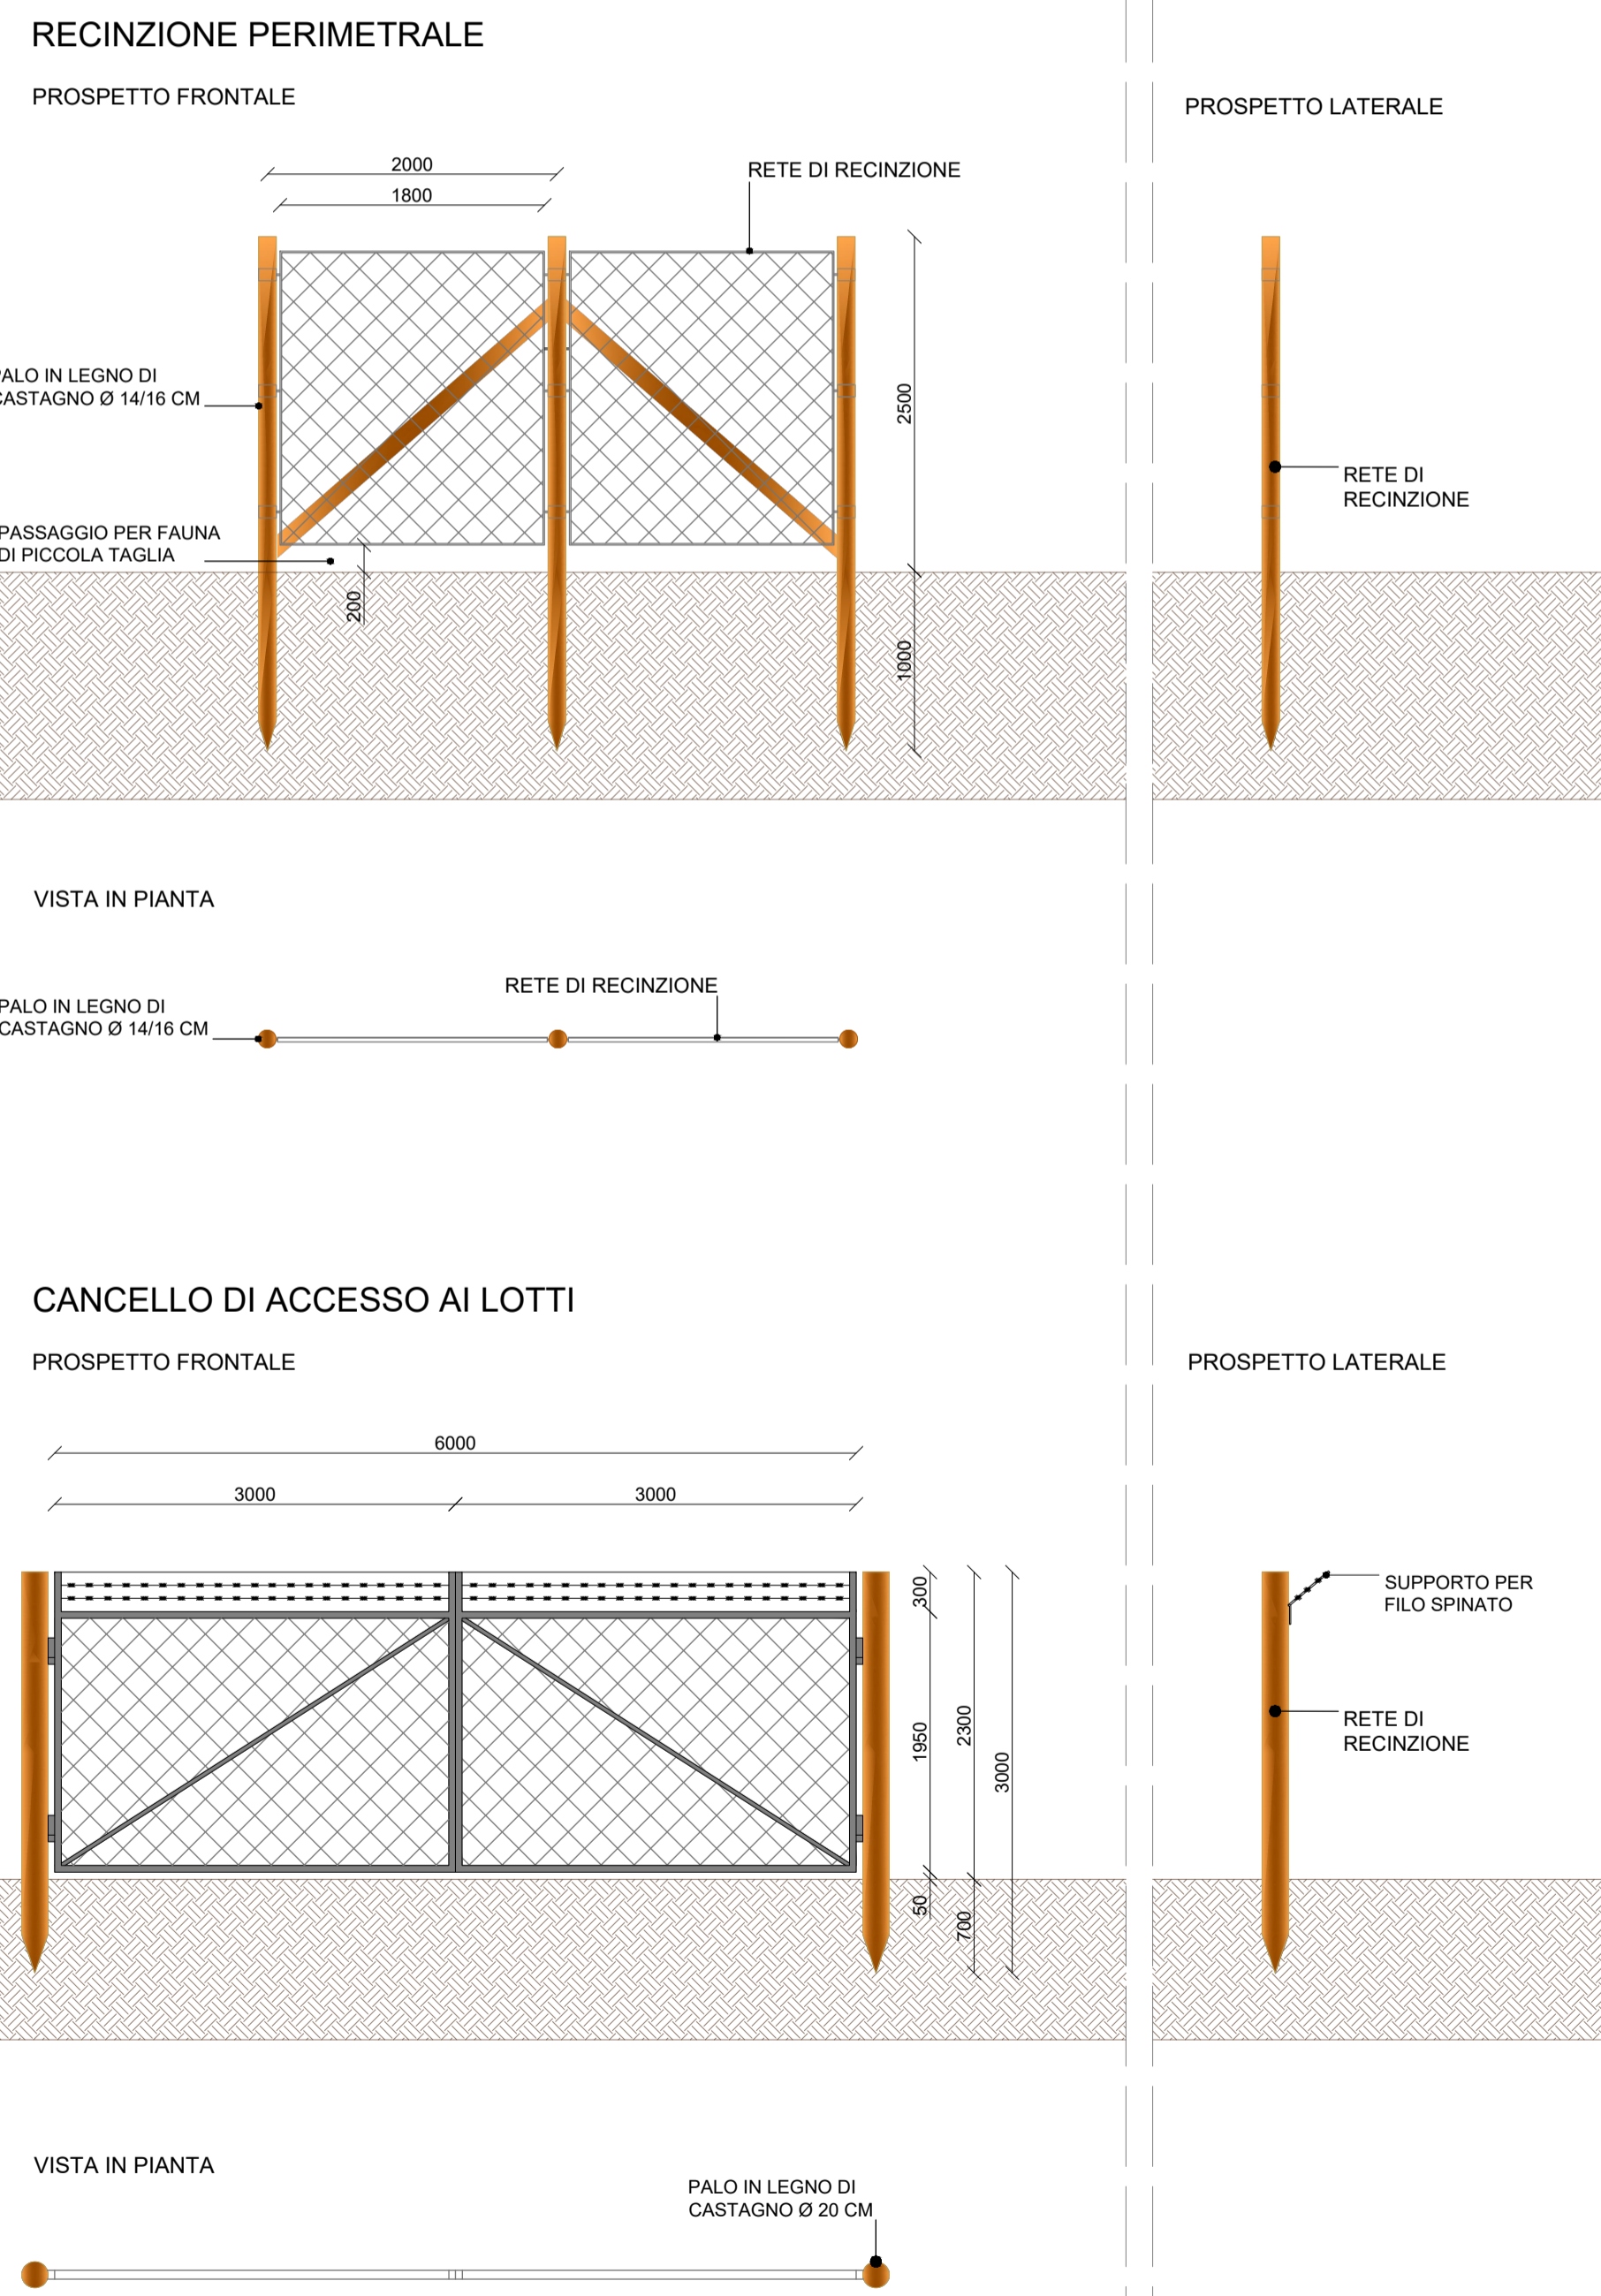 RECINZIONE PERIMETRALE
PROSPETTO FRONTALE
PROSPETTO LATERALE
2000
1800
RETE DI RECINZIONE
ALO IN LEGNO DI
CASTAGNO Ø 14/16 CM
2500
RETE DI
RECINZIONE
PASSAGGIO PER FAUNA
DI PICCOLA TAGLIA
200
1000
VISTA IN PIANTA
RETE DI RECINZIONE
PALO IN LEGNO DI
CASTAGNO Ø 14/16 CM
CANCELLO DI ACCESSO AI LOTTI
PROSPETTO FRONTALE
PROSPETTO LATERALE
6000
3000
3000
300
1950
2300
3000
50
700
SUPPORTO PER
FILO SPINATO
RETE DI
RECINZIONE
VISTA IN PIANTA
PALO IN LEGNO DI
CASTAGNO Ø 20 CM